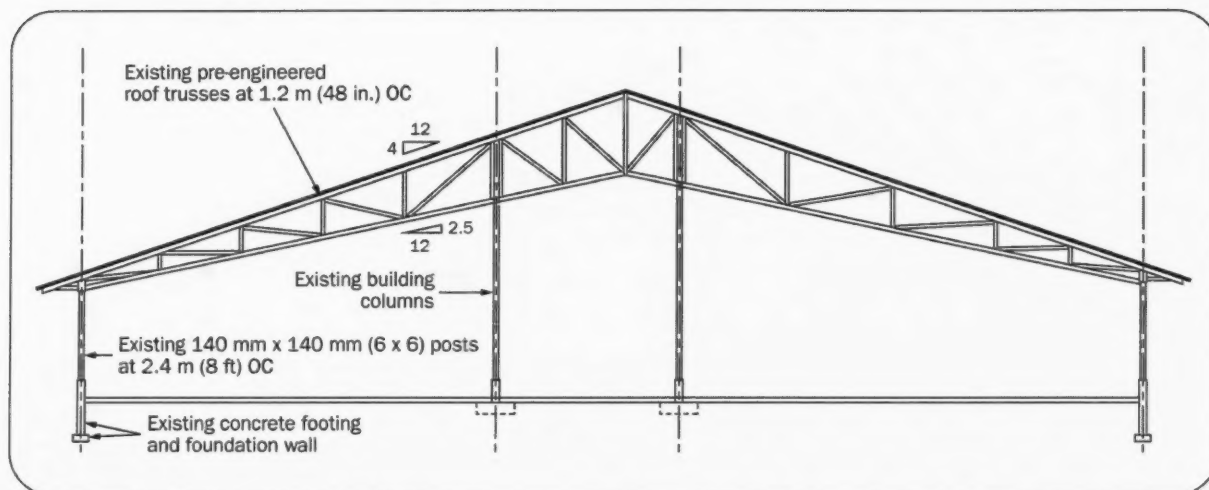 Existing pre-engineered
roof trusses at 1.2 m (48 in.) OC
12
4
2.5
12
Existing building
columns
Existing 140 mm x 140 mm (6 x 6) posts
at 2.4 m (8 ft) OC
Existing concrete footing
and foundation wall